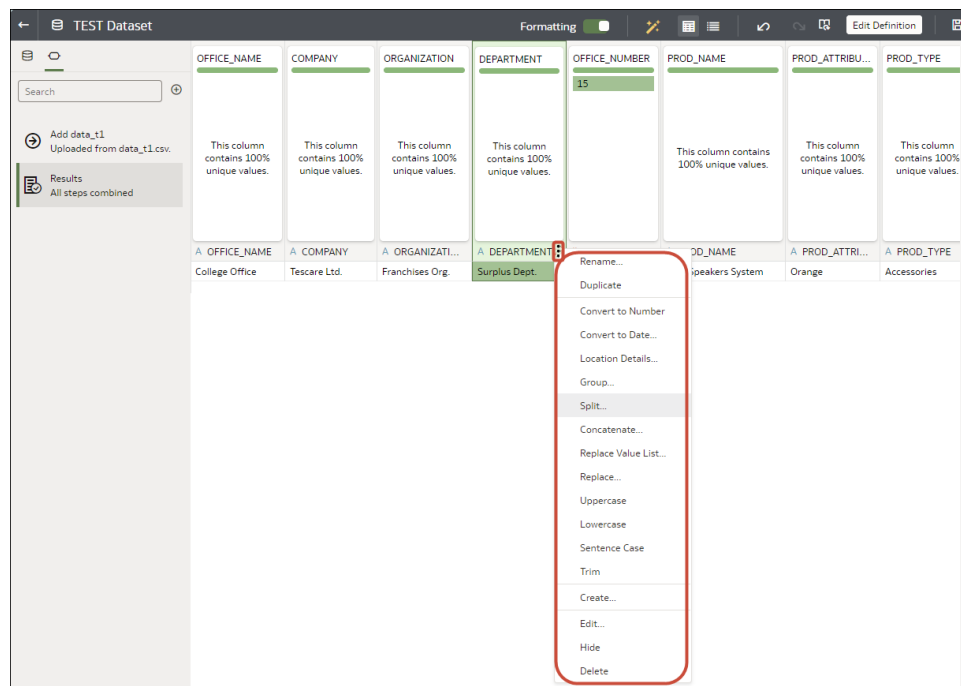 TEST Dataset
Formatting
Edit Definition
Search
Add data_t1
Uploaded from data_t1.csv.
Results
All steps combined
OFFICE_NAME COMPANY ORGANIZATION DEPARTMENT OFFICE_NUMBER PROD_NAME PROD_ATTRIBU... PROD_TYPE
15
This column
contains 100%
unique values.
This column
contains 100%
unique values.
This column
contains 100%
unique values.
This column
contains 100%
unique values.
This column contains
100% unique values.
This column
contains 100%
unique values.
This column
contains 100%
unique values.
A OFFICE_NAME A COMPANY A ORGANIZATI... A DEPARTMENT OD_NAME A PROD_ATTRI... A PROD_TYPE
College Office Tescare Ltd. Franchises Org. Surplus Dept. Speakers System Orange Accessories
Rename...
Duplicate
Convert to Number
Convert to Date...
Location Details...
Group...
Split...
Concatenate...
Replace Value List...
Replace...
Uppercase
Lowercase
Sentence Case
Trim
Create...
Edit...
Hide
Delete